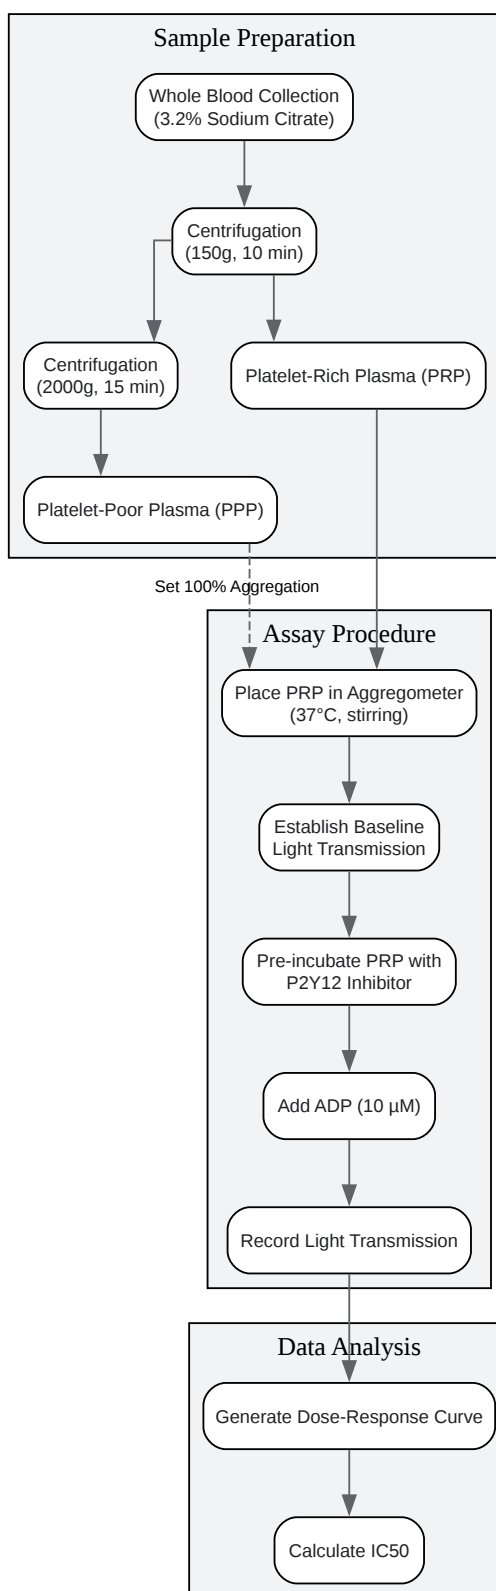 Sample Preparation
Whole Blood Collection
(3.2% Sodium Citrate)
Centrifugation
(150g, 10 min)
Centrifugation
(2000g, 15 min)
Platelet-Rich Plasma (PRP)
Platelet-Poor Plasma (PPP)
Set 100% Aggregation
Assay Procedure
Place PRP in Aggregometer
(37°C, stirring)
Establish Baseline
Light Transmission
Pre-incubate PRP with
P2Y12 Inhibitor
Add ADP (10 µM)
Record Light Transmission
Data Analysis
Generate Dose-Response Curve
Calculate IC50